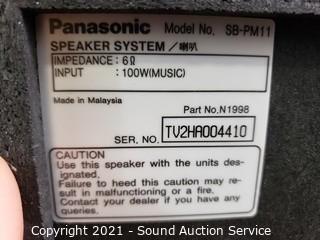 Panasonic Model No. SB-PM11
SPEAKER SYSTEM/喇叭
IMPEDANCE : 6Ω
INPUT : 100W(MUSIC)
Made in Malaysia
Part No.N1998
SER. NO. TV2HA004410
CAUTION
Use this speaker with the units des-
ignated.
Failure to heed this caution may re-
sult in malfunctioning or a fire.
Contact your dealer if you have any
queries.
Copyright 2021 - Sound Auction Service